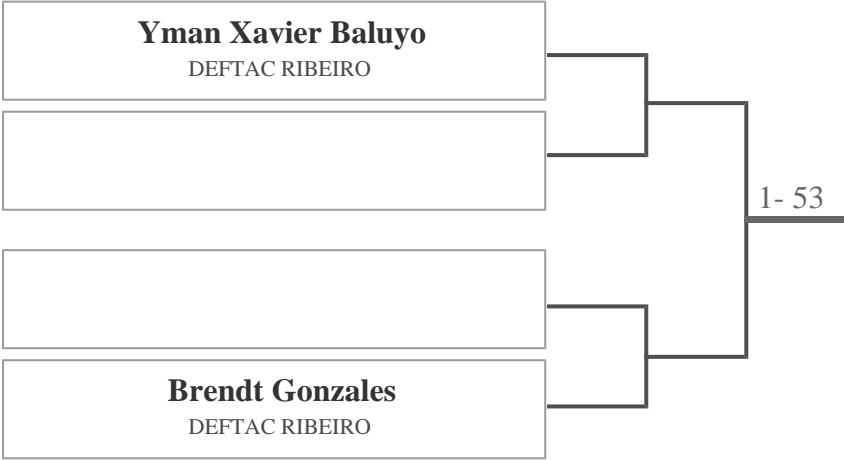 Yman Xavier Baluyo
DEFTAC RIBEIRO
1- 53
Brendt Gonzales
DEFTAC RIBEIRO